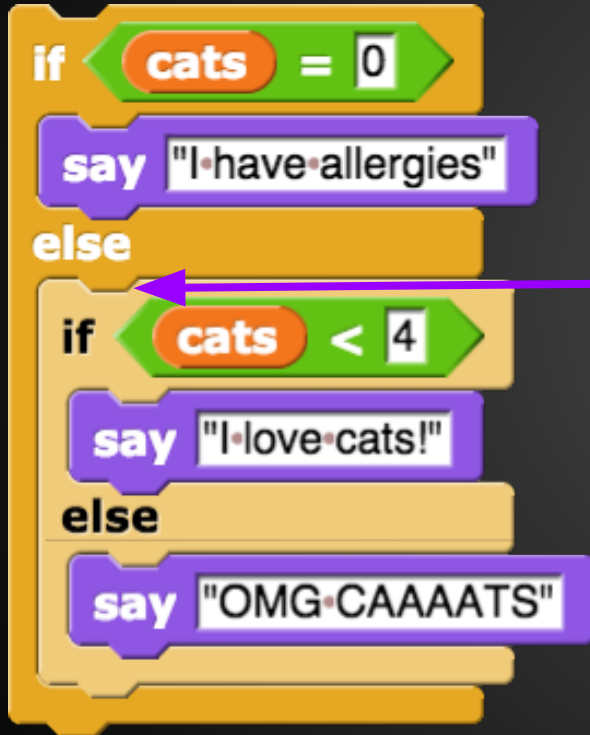 if cats = 0
say "I have allergies"
else
if cats < 4
say "I love cats!"
else
say "OMG CAAAATS"